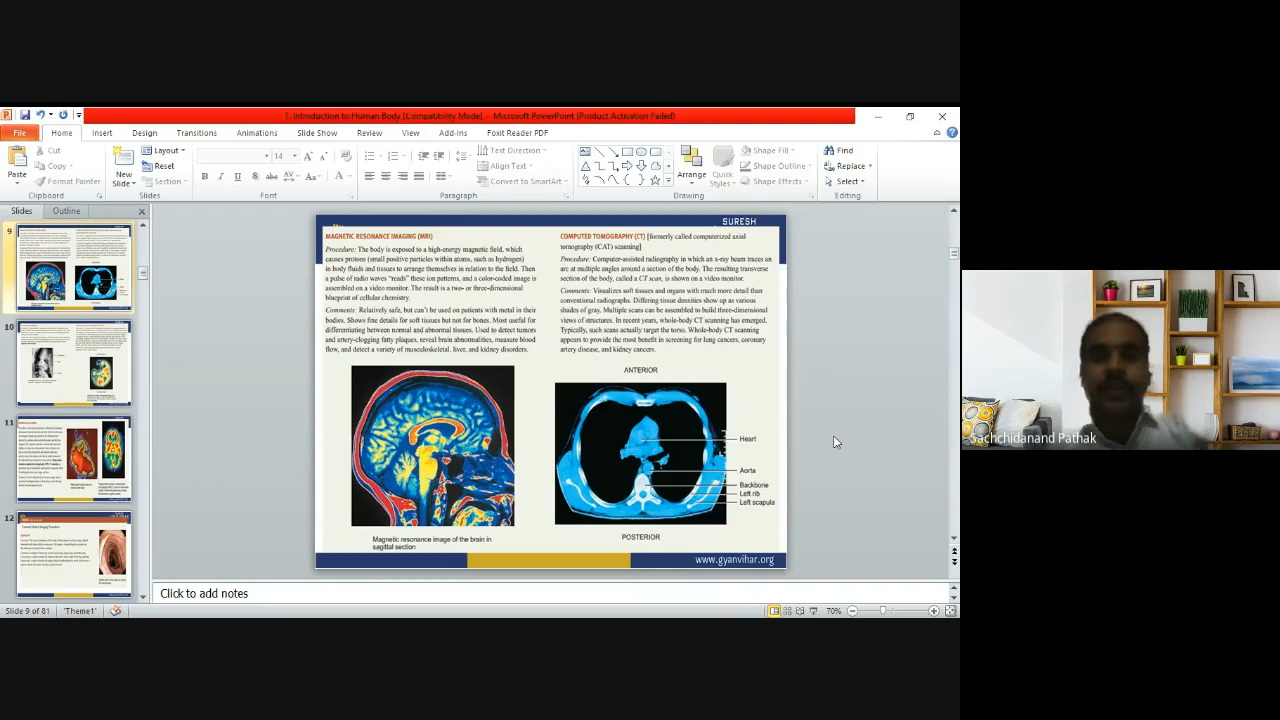 1. Introduction to Human Body [Compatibility Mode] - Microsoft PowerPoint (Product Activation Failed)
File Home Insert Design Transitions Animations Slide Show Review View Add-Ins Foxit Reader PDF
Paste
Cut
Copy
Format Painter
Clipboard
New Slide
Layout
Reset
Section
Slides
14
Font
Text Direction
Align Text
Convert to SmartArt
Paragraph
Arrange
Quick Styles
Shape Fill
Shape Outline
Shape Effects
Drawing
Find
Replace
Select
Editing
Slides Outline
9
10
11
12
SURESH
MAGNETIC RESONANCE IMAGING (MRI)
Procedure: The body is exposed to a high-energy magnetic field, which
causes protons (small positive particles within atoms, such as hydrogen)
in body fluids and tissues to arrange themselves in relation to the field. Then
a pulse of radio waves “reads” these ion patterns, and a color-coded image is
assembled on a video monitor. The result is a two- or three-dimensional
blueprint of cellular chemistry.
Comments: Relatively safe, but can't be used on patients with metal in their
bodies. Shows fine details for soft tissues but not for bones. Most useful for
differentiating between normal and abnormal tissues. Used to detect tumors
and artery-clogging fatty plaques, reveal brain abnormalities, measure blood
flow, and detect a variety of musculoskeletal, liver, and kidney disorders.
Magnetic resonance image of the brain in
sagittal section
COMPUTED TOMOGRAPHY (CT) [formerly called computerized axial
tomography (CAT) scanning]
Procedure: Computer-assisted radiography in which an x-ray beam traces an
arc at multiple angles around a section of the body. The resulting transverse
section of the body, called a CT scan, is shown on a video monitor.
Comments: Visualizes soft tissues and organs with much more detail than
conventional radiographs. Differing tissue densities show up as various
shades of gray. Multiple scans can be assembled to build three-dimensional
views of structures. In recent years, whole-body CT scanning has emerged.
Typically, such scans actually target the torso. Whole-body CT scanning
appears to provide the most benefit in screening for lung cancers, coronary
artery disease, and kidney cancers.
ANTERIOR
Heart
Aorta
Backbone
Left rib
Left scapula
POSTERIOR
www.gyanvihar.org
Click to add notes
Slide 9 of 81 'Theme1' 70%
Sachchidanand Pathak